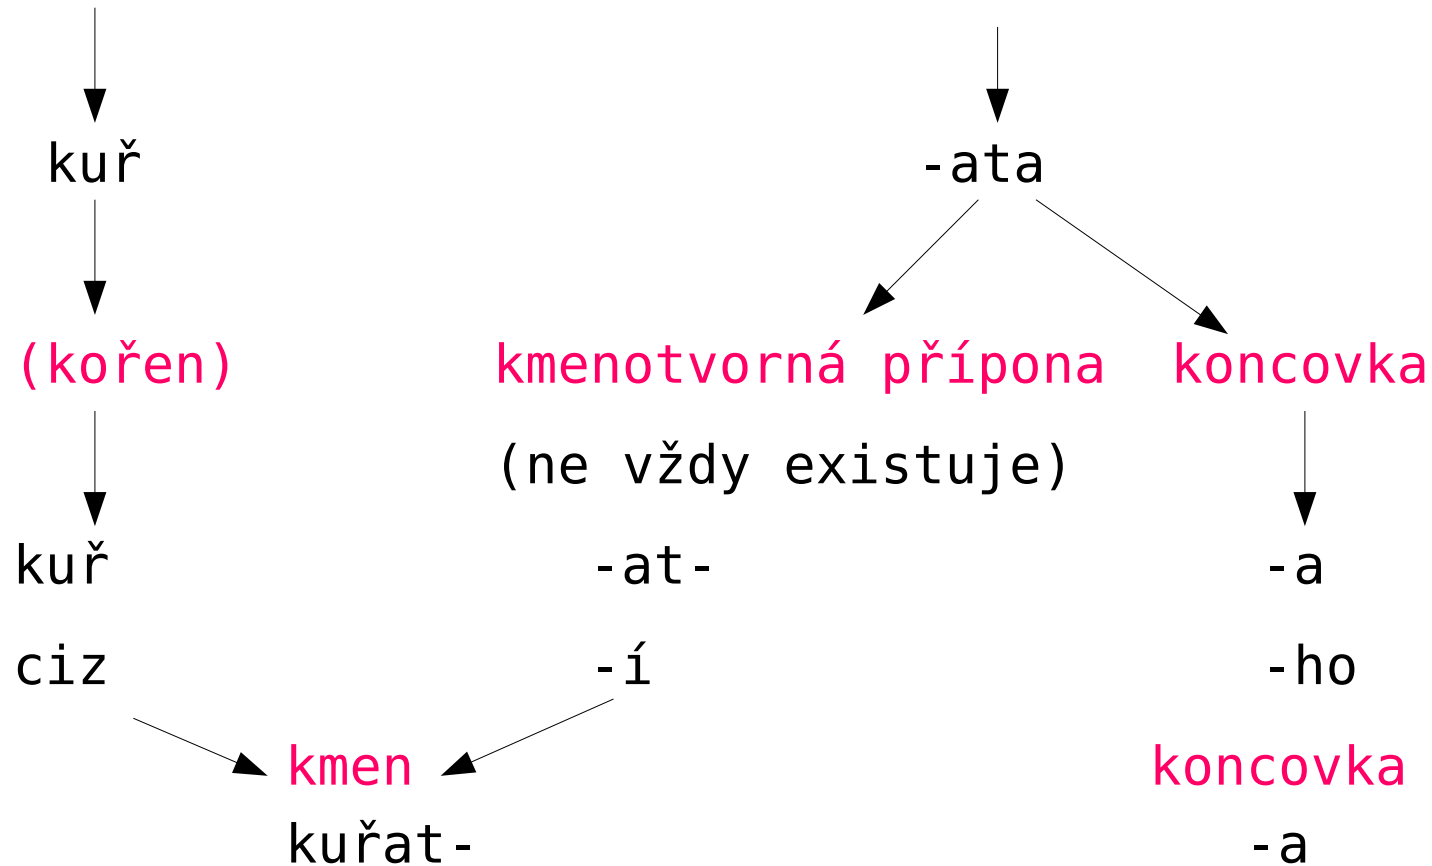 kuř -ata
(kořen) kmenotvorná přípona koncovka
(ne vždy existuje)
kuř -at- -a
ciz -í -ho
kmen koncovka
kuřat- -a